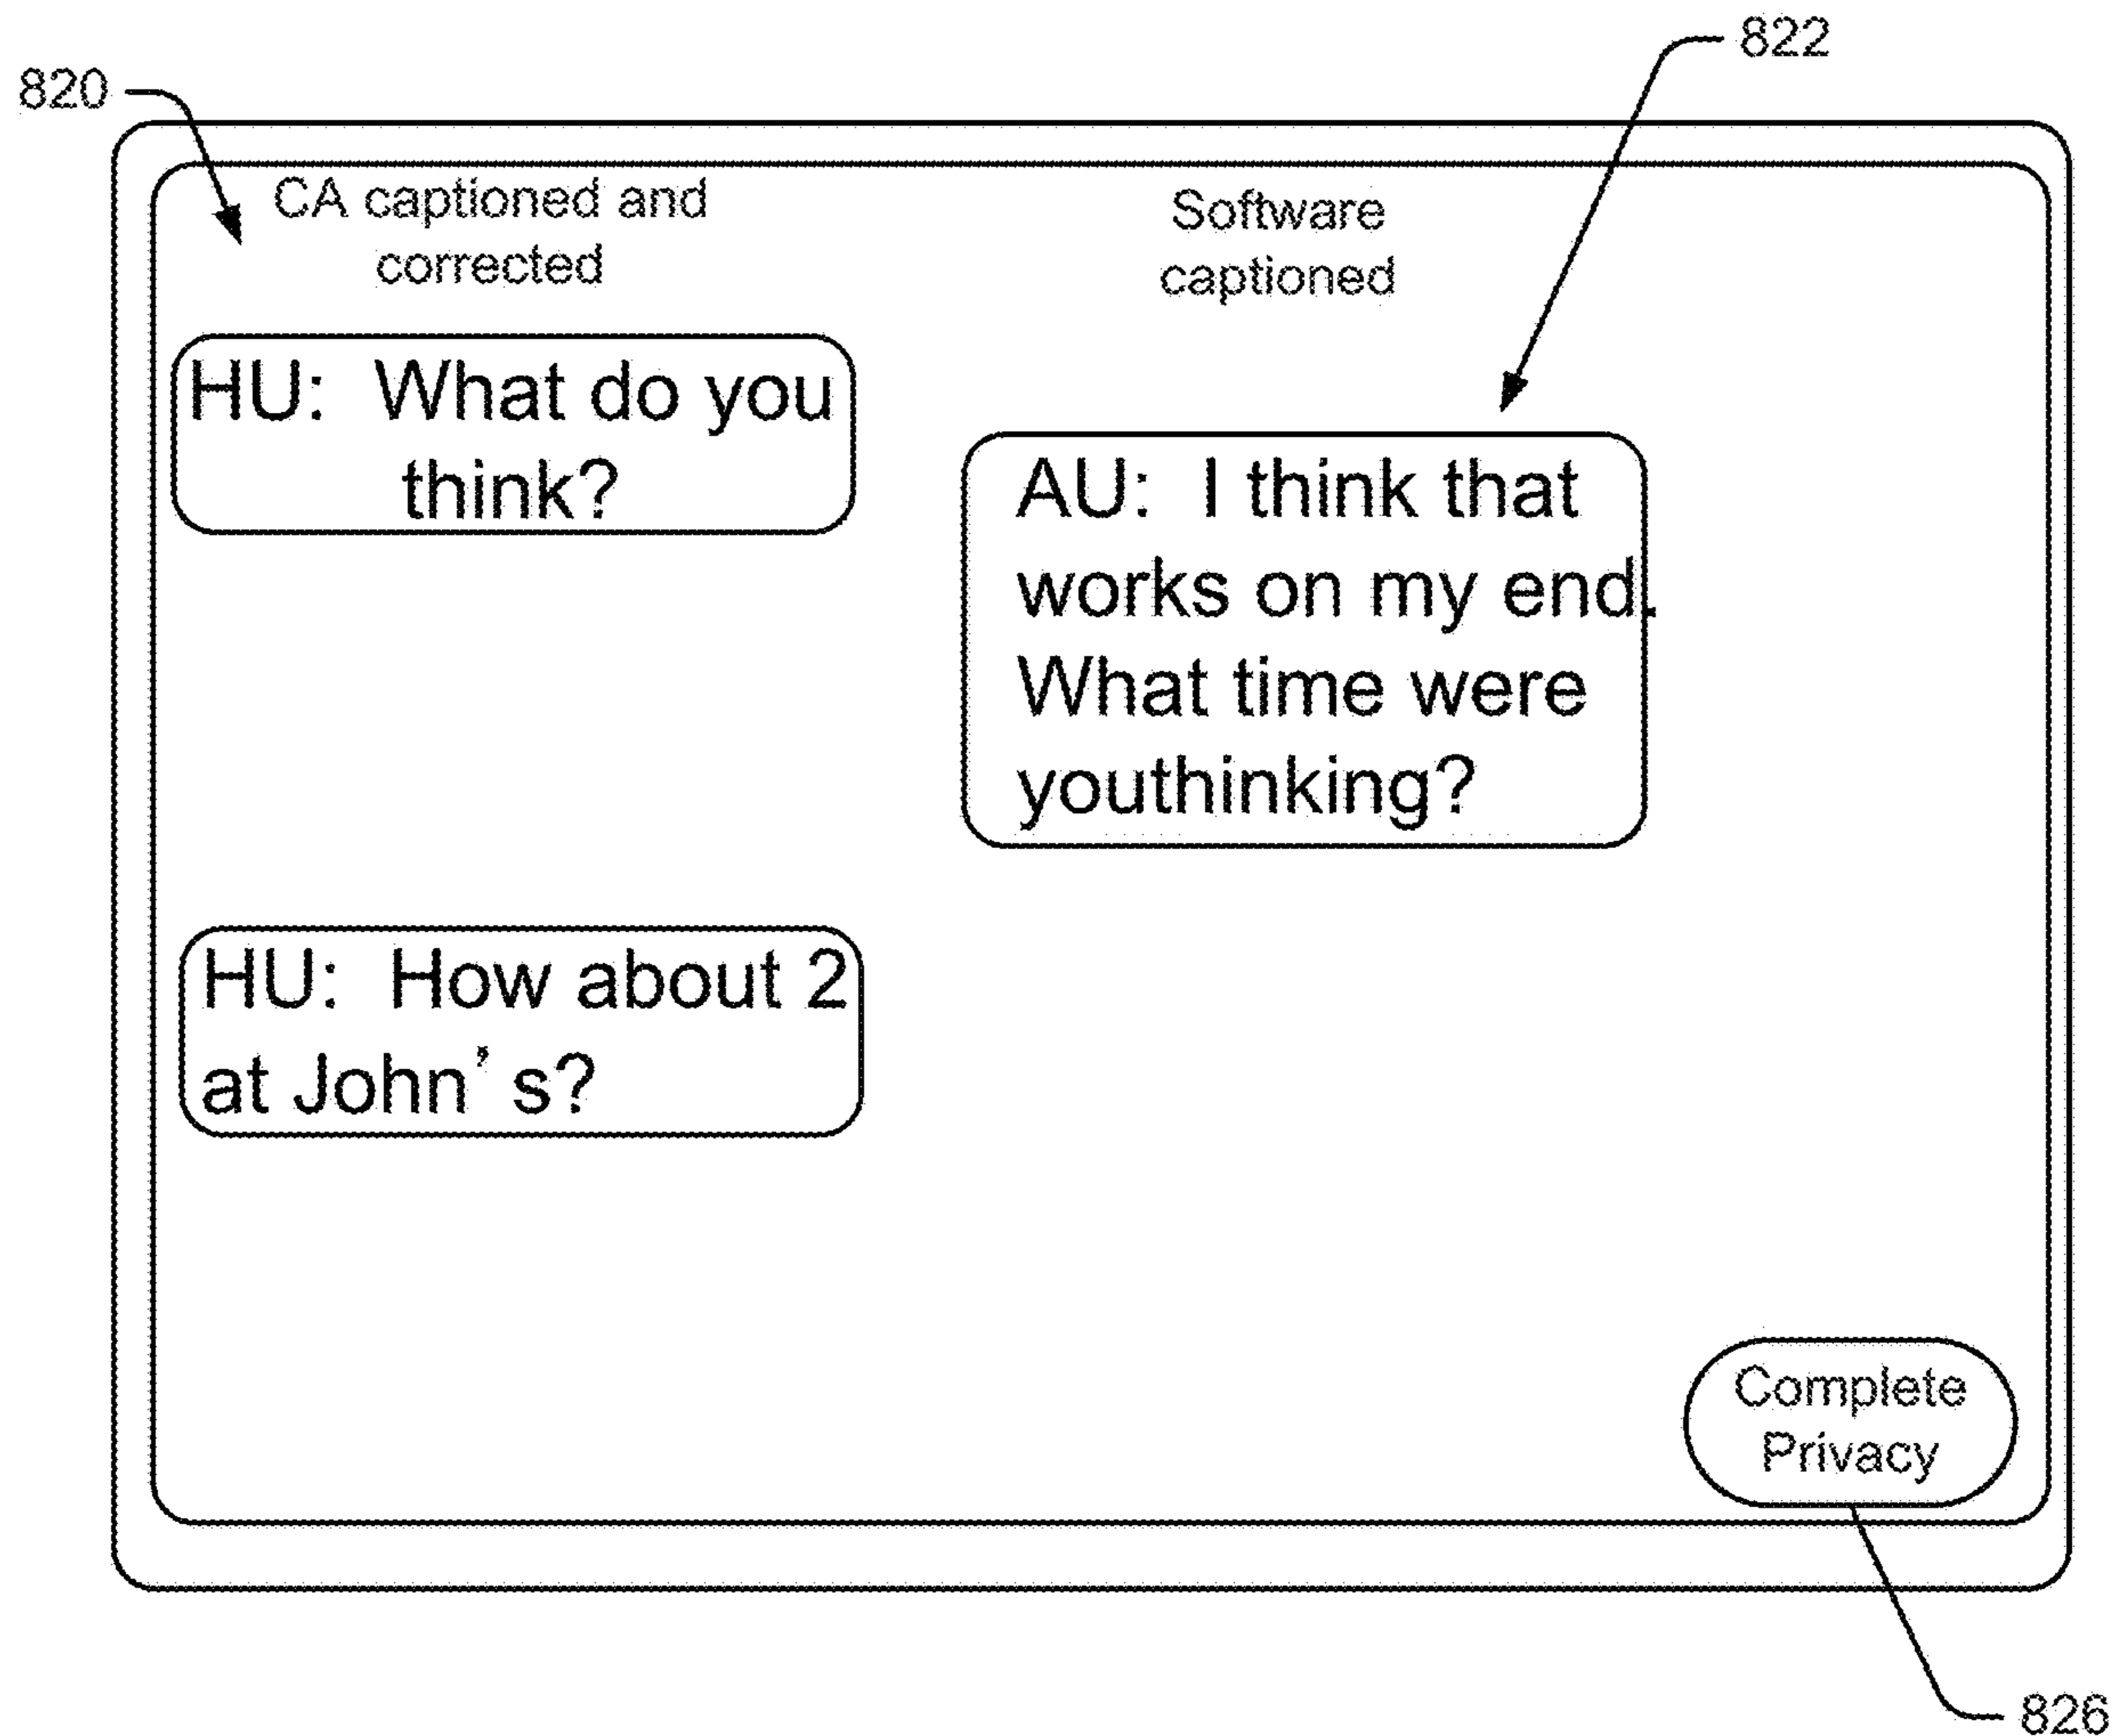 822
820
CA captioned and
corrected
Software
captioned
HU: What do you
think?
AU: I think that
works on my end.
What time were
youthinking?
HU: How about 2
at John's?
Complete
Privacy
826